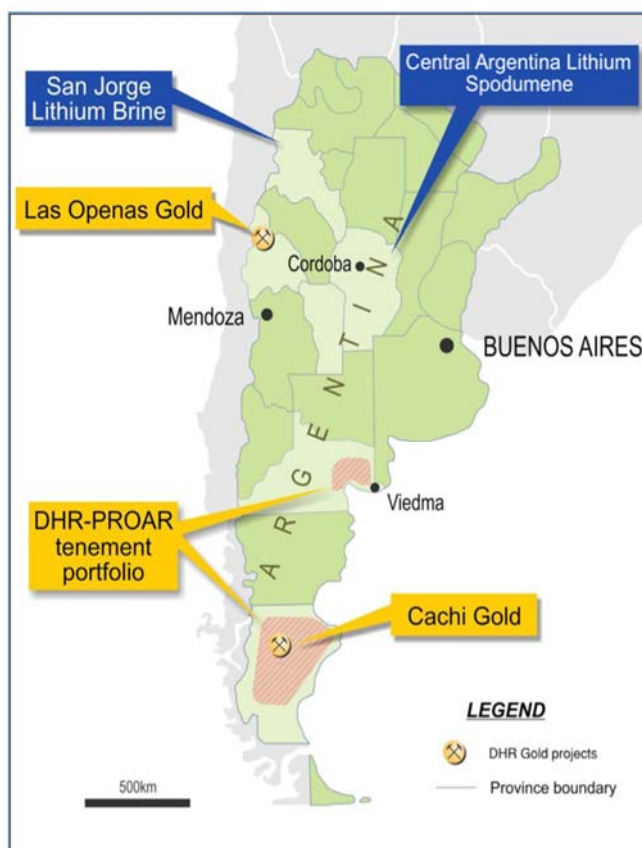 San Jorge
Lithium Brine
Central Argentina Lithium
Spodumene
Las Openas Gold
Cordoba
Mendoza
BUENOS AIRES
ARGENTINA
Viedma
DHR-PROAR
tenement
portfolio
Cachi Gold
LEGEND
DHR Gold projects
Province boundary
500km